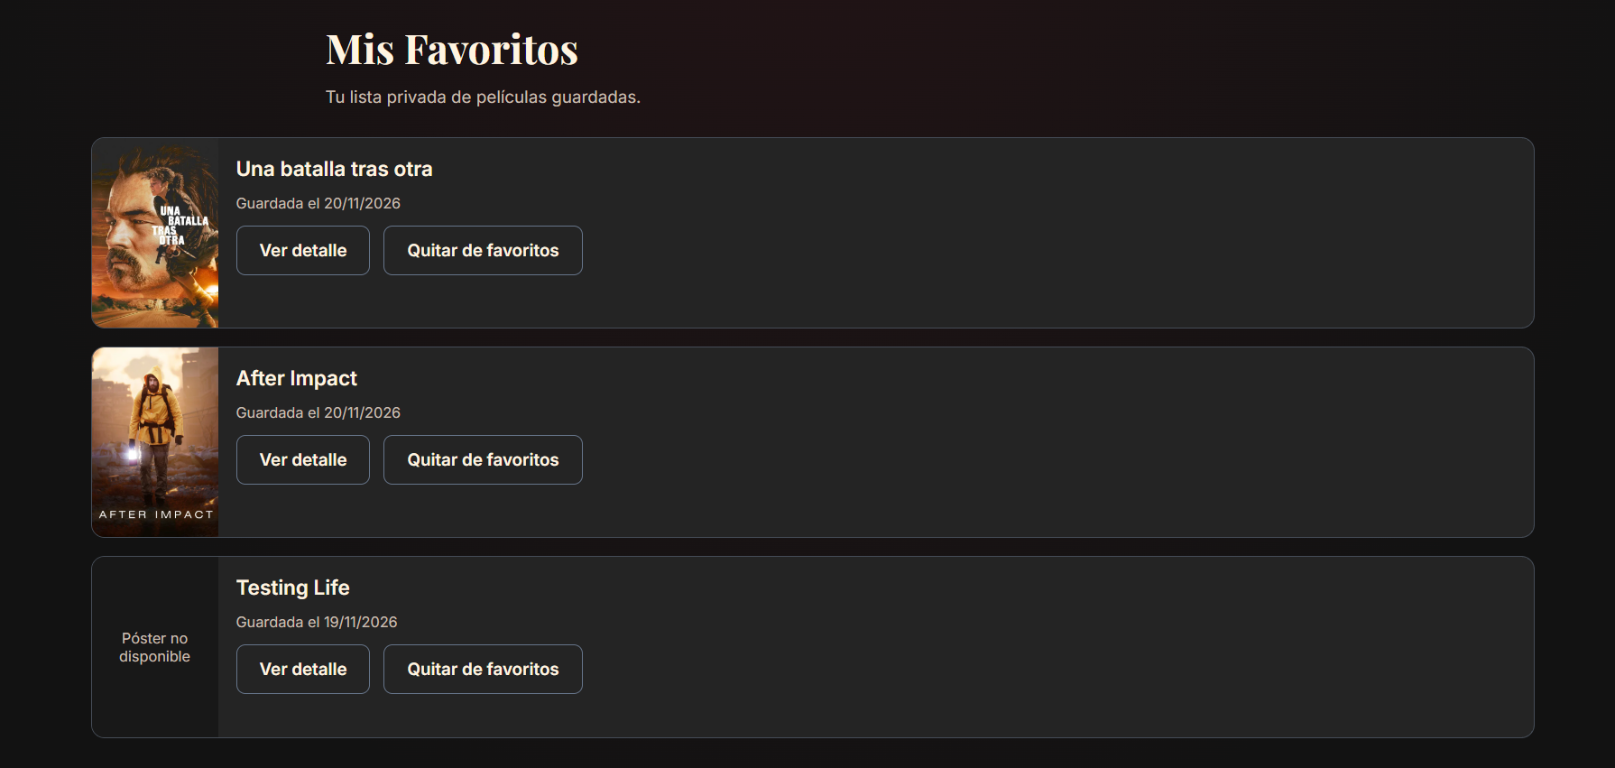 Mis Favoritos
Tu lista privada de películas guardadas.
UNA
BATALLA
TRAS
OTRA
Una batalla tras otra
Guardada el 20/11/2026
Ver detalle
Quitar de favoritos
AFTER IMPACT
After Impact
Guardada el 20/11/2026
Ver detalle
Quitar de favoritos
Póster no
disponible
Testing Life
Guardada el 19/11/2026
Ver detalle
Quitar de favoritos